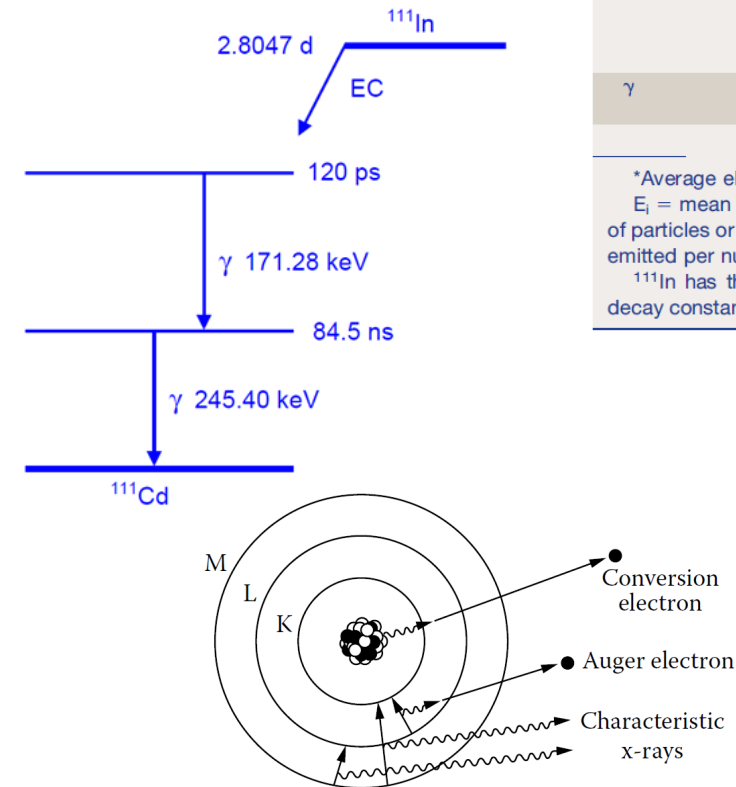 ¹¹¹In
2.8047 d
EC
120 ps
γ 171.28 keV
84.5 ns
γ 245.40 keV
¹¹¹Cd
γ
*Average el
Eᵢ = mean
of particles or
emitted per nu
¹¹¹In has th
decay constar
M
L
K
Conversion
electron
Auger electron
Characteristic
x-rays